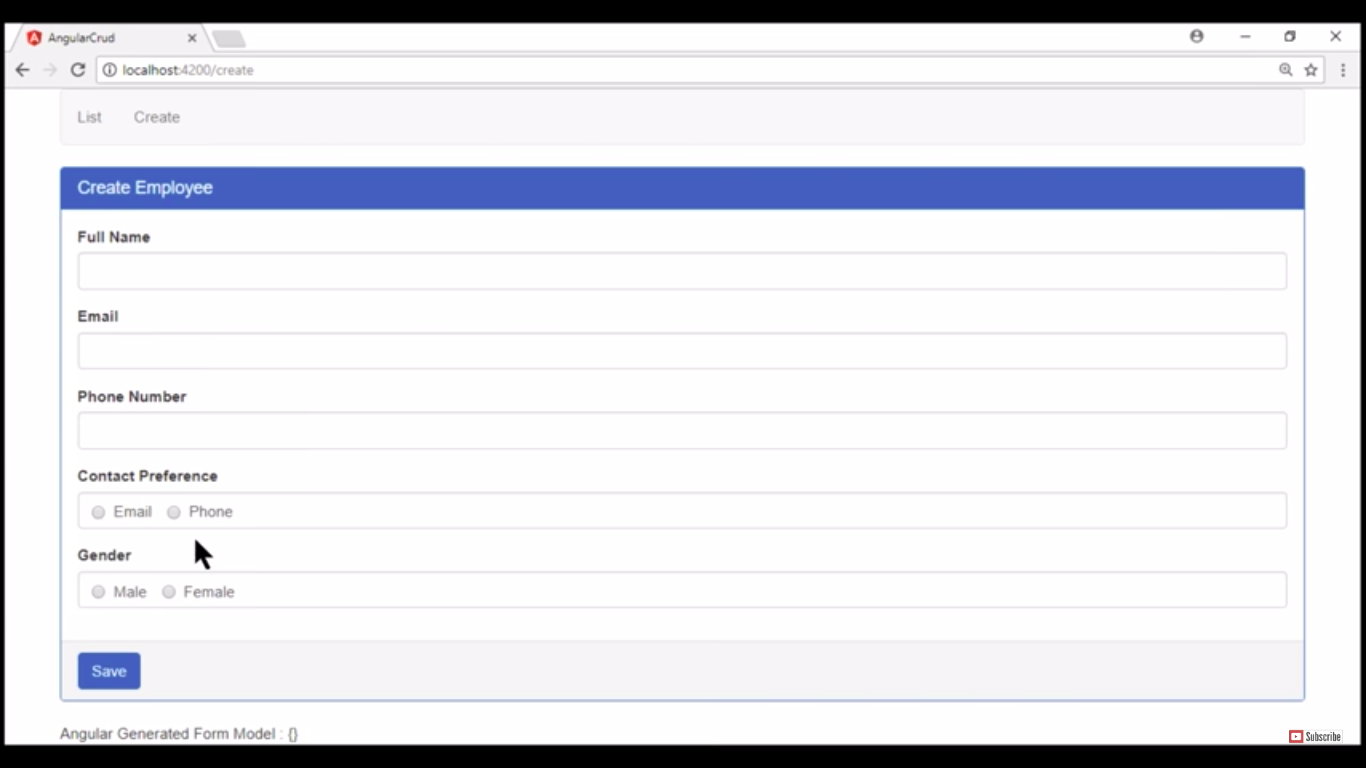 AngularCrud
localhost:4200/create
List Create
Create Employee
Full Name
Email
Phone Number
Contact Preference
Email Phone
Gender
Male Female
Save
Angular Generated Form Model : {}
Subscribe